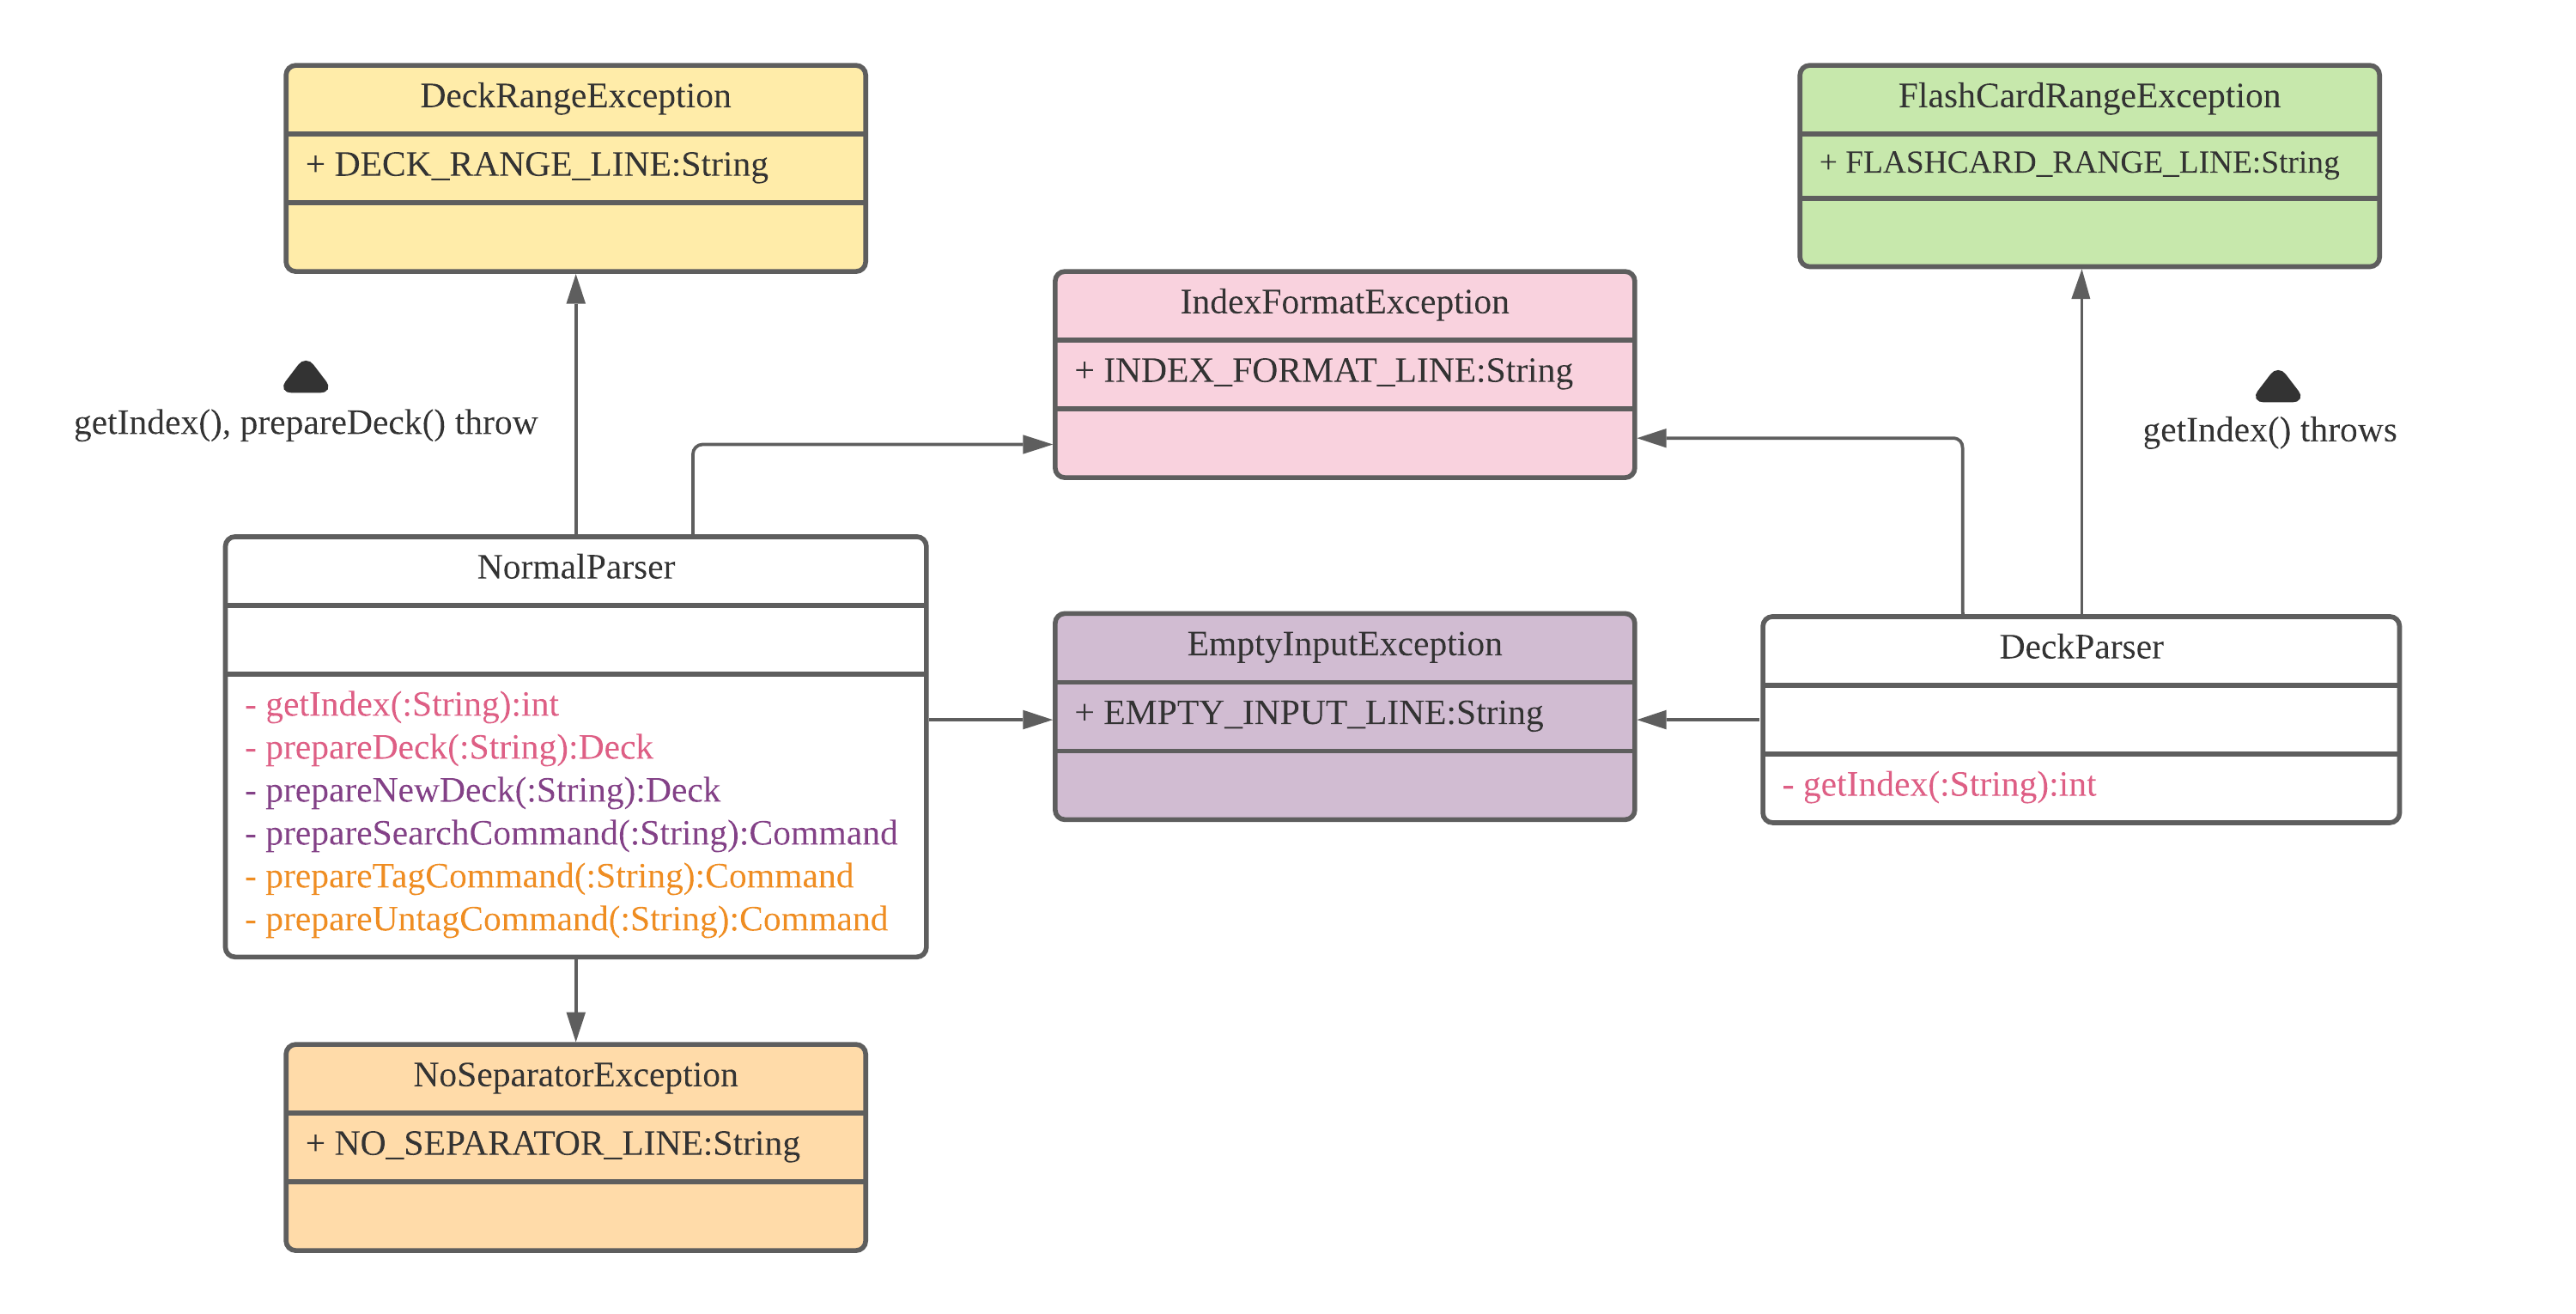 DeckRangeException
+ DECK_RANGE_LINE:String
FlashCardRangeException
+ FLASHCARD_RANGE_LINE:String
IndexFormatException
+ INDEX_FORMAT_LINE:String
getIndex(), prepareDeck() throw
getIndex() throws
NormalParser
- getIndex(:String):int
- prepareDeck(:String):Deck
- prepareNewDeck(:String):Deck
- prepareSearchCommand(:String):Command
- prepareTagCommand(:String):Command
- prepareUntagCommand(:String):Command
EmptyInputException
+ EMPTY_INPUT_LINE:String
DeckParser
- getIndex(:String):int
NoSeparatorException
+ NO_SEPARATOR_LINE:String